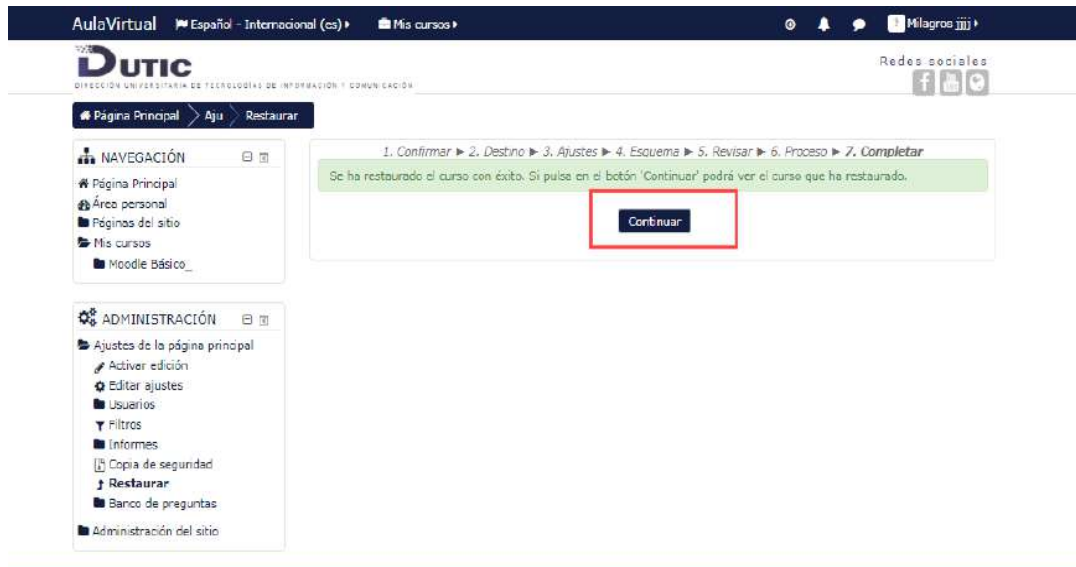 AulaVirtual Español - Internacional (es) Mis cursos Milagros jjjj
DUTIC
DIRECCIÓN UNIVERSITARIA DE TECNOLOGÍAS DE INFORMACIÓN Y COMUNICACIÓN
Redes sociales
Página Principal Aju Restaurar
NAVEGACIÓN
Página Principal
Área personal
Páginas del sitio
Mis cursos
Moodle Básico_
1. Confirmar ► 2. Destino ► 3. Ajustes ► 4. Esquema ► 5. Revisar ► 6. Proceso ► 7. Completar
Se ha restaurado el curso con éxito. Si pulsa en el botón 'Continuar' podrá ver el curso que ha restaurado.
Continuar
ADMINISTRACIÓN
Ajustes de la página principal
Activar edición
Editar ajustes
Usuarios
Filtros
Informes
Copia de seguridad
Restaurar
Banco de preguntas
Administración del sitio